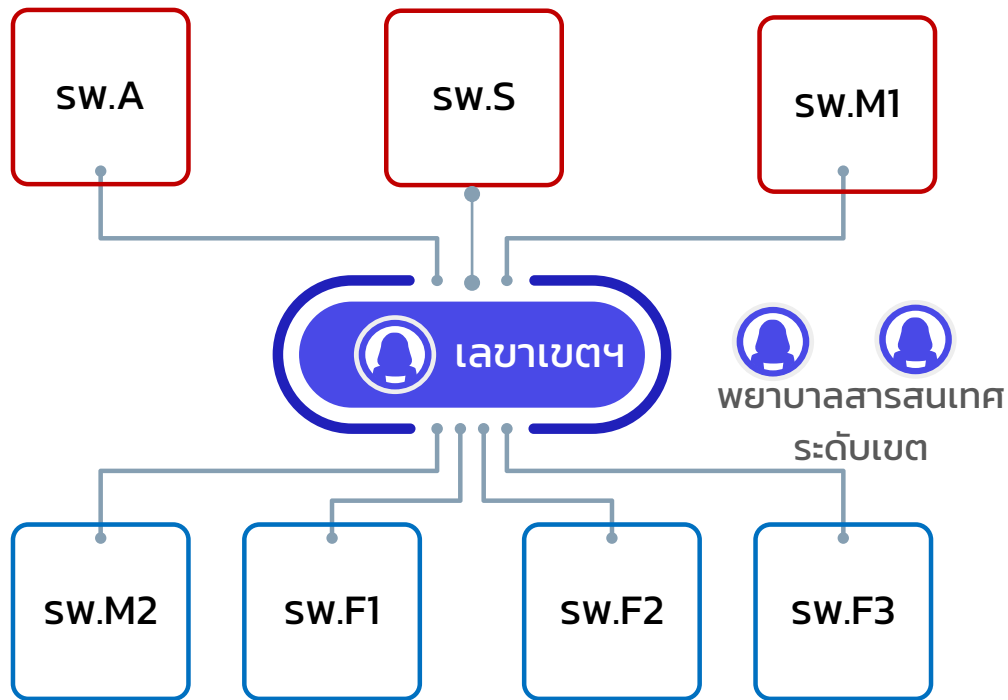 รพ.A
รพ.S
รพ.M1
เลขาเขตฯ
พยาบาลสารสนเทศ
ระดับเขต
รพ.M2
รพ.F1
รพ.F2
รพ.F3